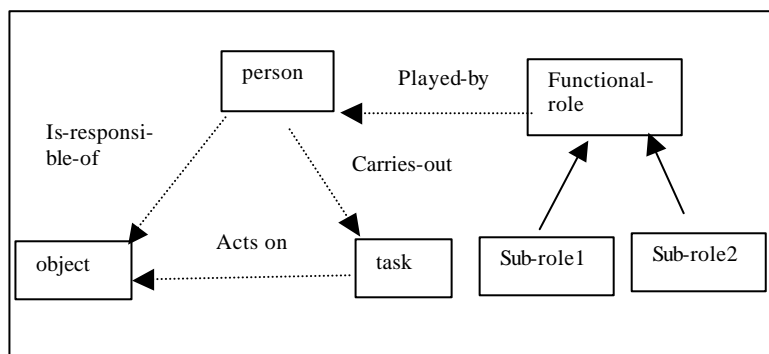 person
Played-by
Functional-
role
Is-responsi-
ble-of
Carries-out
Acts on
object
task
Sub-role1
Sub-role2